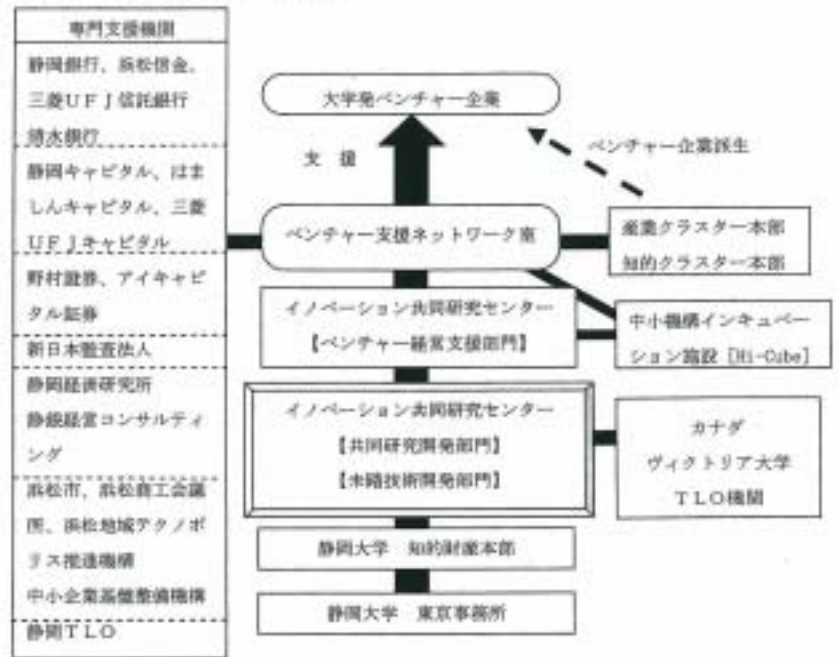 専門支援機関
静岡銀行、浜松信金、
三菱UFJ信託銀行
清水銀行
静岡キャピタル、はま
しんキャピタル、三菱
UFJキャピタル
野村證券、アイキャピ
タル証券
新日本監査法人
静岡経済研究所
静銀経営コンサルティ
ング
浜松市、浜松商工会議
所、浜松地域テクノポ
リス推進機構
中小企業基盤整備機構
静岡TLO
大学発ベンチャー企業
支 援
ベンチャー企業派生
ベンチャー支援ネットワーク室
産業クラスター本部
知的クラスター本部
イノベーション共同研究センター
【ベンチャー経営支援部門】
中小機構インキュベー
ション施設 [Hi-Cube]
イノベーション共同研究センター
【共同研究開発部門】
【未踏技術開発部門】
カナダ
ヴィクトリア大学
TLO機関
静岡大学 知的財産本部
静岡大学 東京事務所